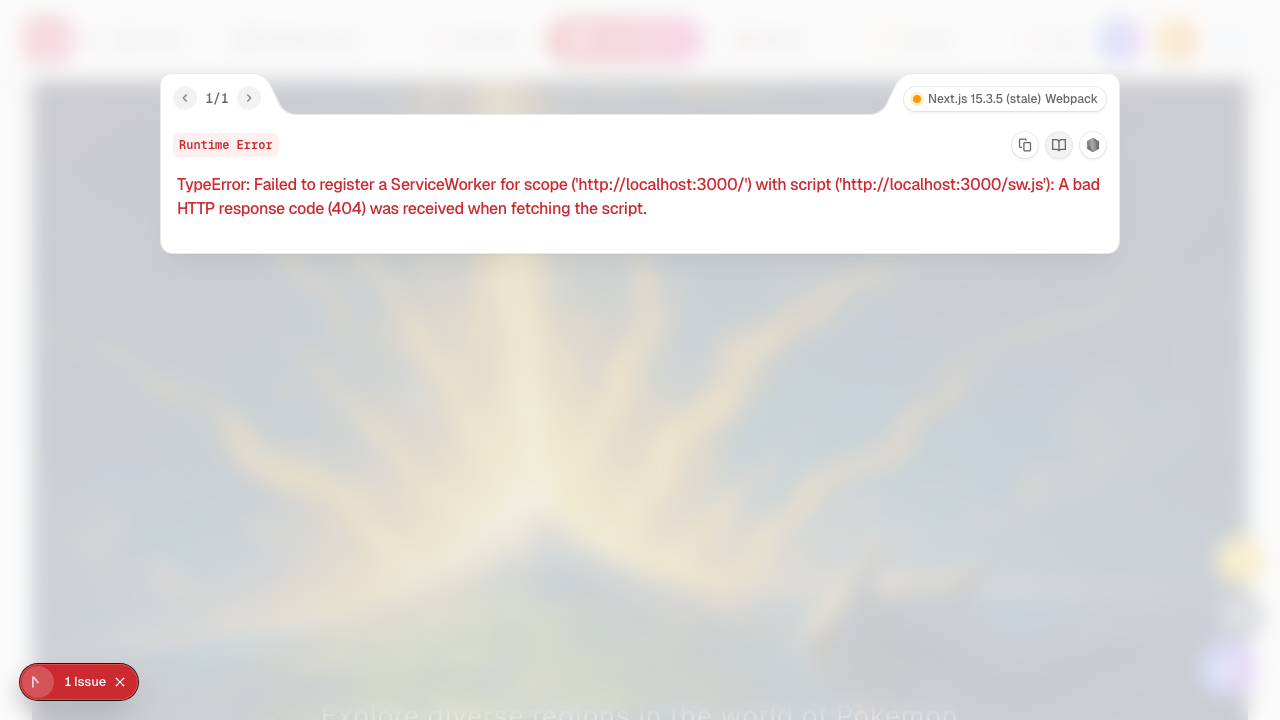 1/1
Next.js 15.3.5 (stale) Webpack
Runtime Error
TypeError: Failed to register a ServiceWorker for scope ('http://localhost:3000/') with script ('http://localhost:3000/sw.js'): A bad
HTTP response code (404) was received when fetching the script.
Explore diverse regions in the world of Pokemon
1 Issue